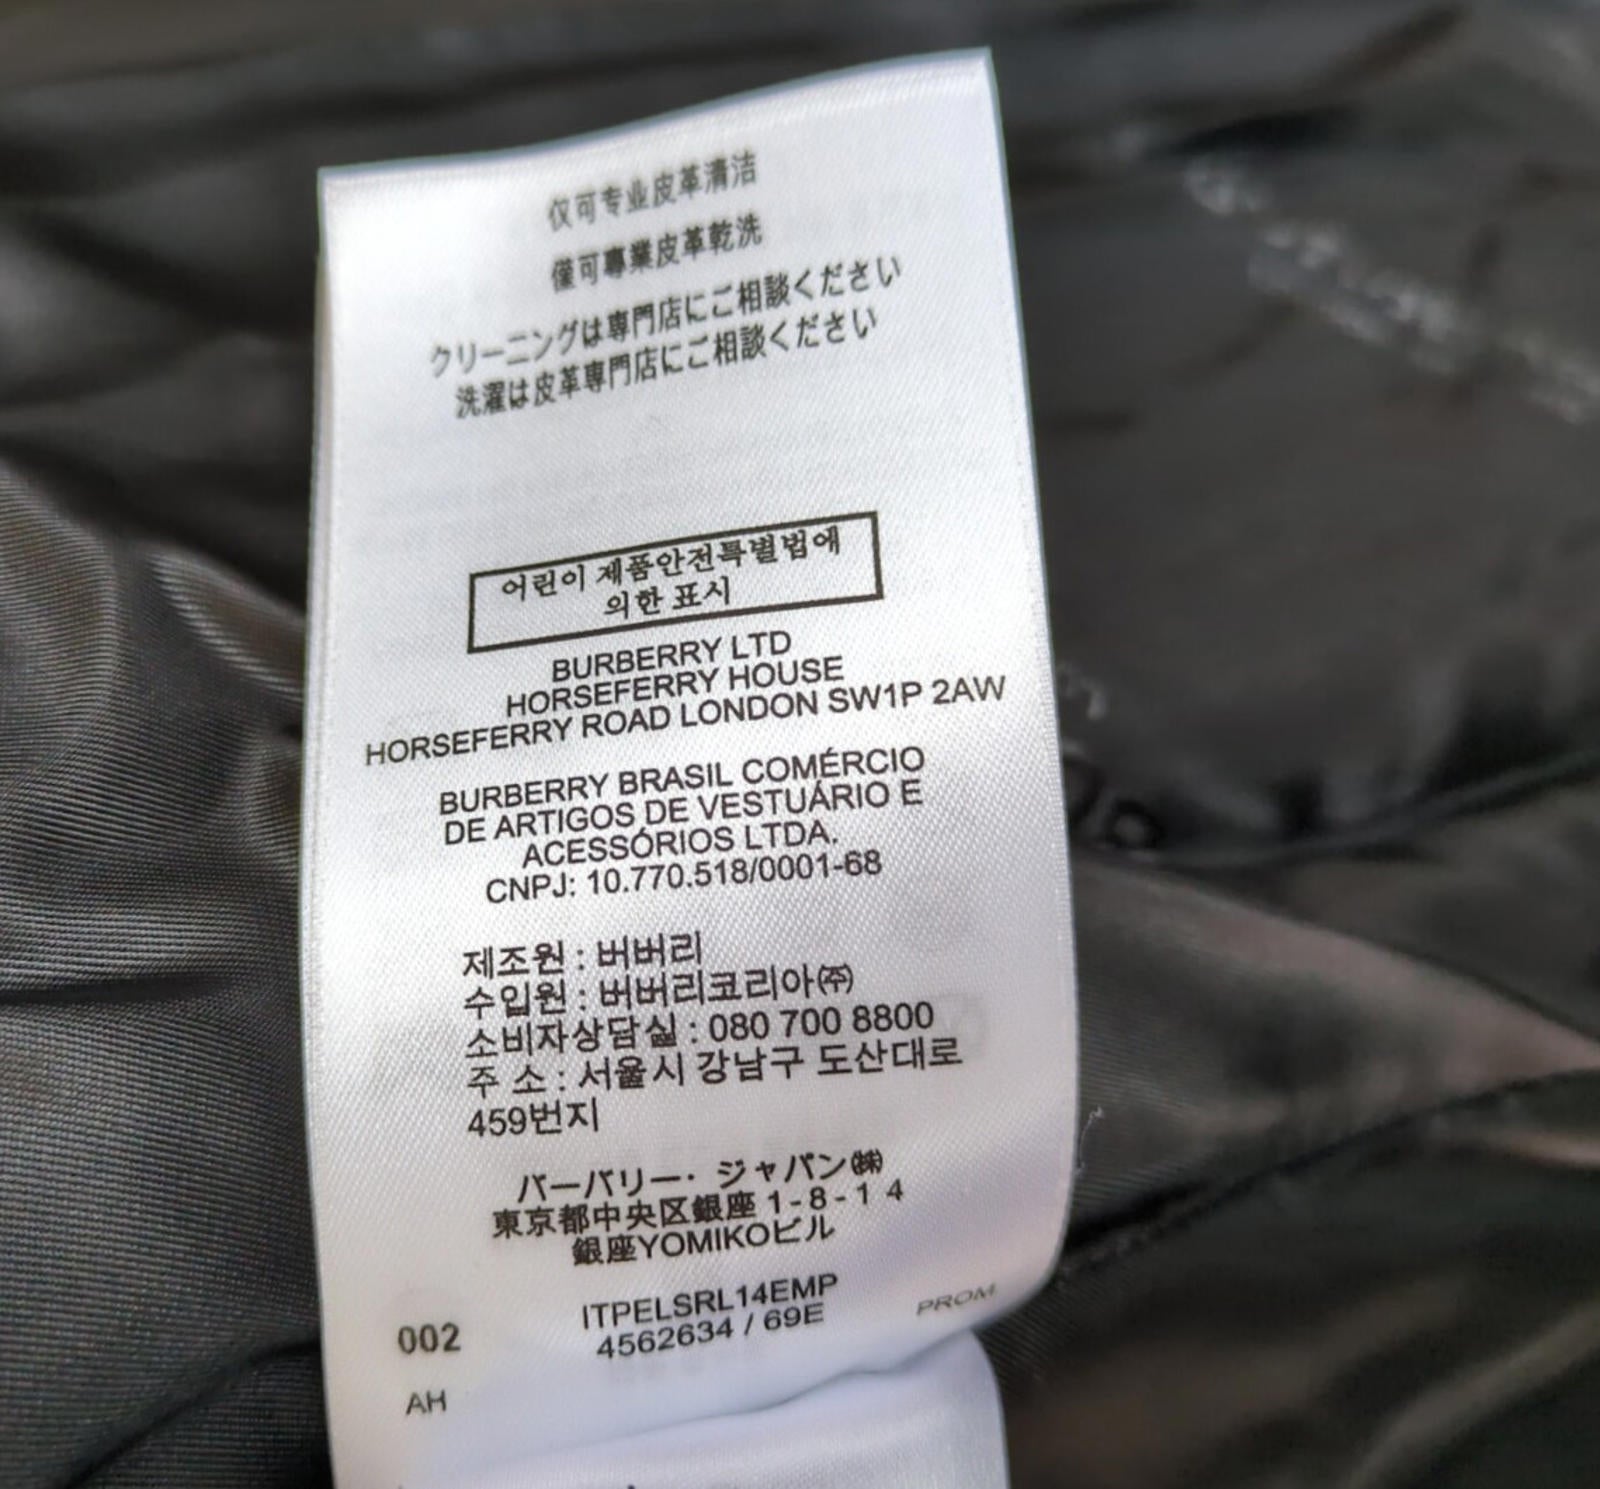 仅可专业皮革清洁
僅可專業皮革乾洗
クリーニングは専門店にご相談ください
洗濯は皮革専門店にご相談ください
어린이 제품안전특별법에
의한 표시
BURBERRY LTD
HORSEFERRY HOUSE
HORSEFERRY ROAD LONDON SW1P 2AW
BURBERRY BRASIL COMÉRCIO
DE ARTIGOS DE VESTUÁRIO E
ACESSÓRIOS LTDA.
CNPJ: 10.770.518/0001-68
제조원 : 버버리
수입원 : 버버리코리아㈜
소비자상담실 : 080 700 8800
주 소 : 서울시 강남구 도산대로
459번지
バーバリー・ジャパン㈱
東京都中央区銀座 1 - 8 - 1 4
銀座YOMIKOビル
ITPELSRL14EMP
4562634 / 69E
PROM
002
AH